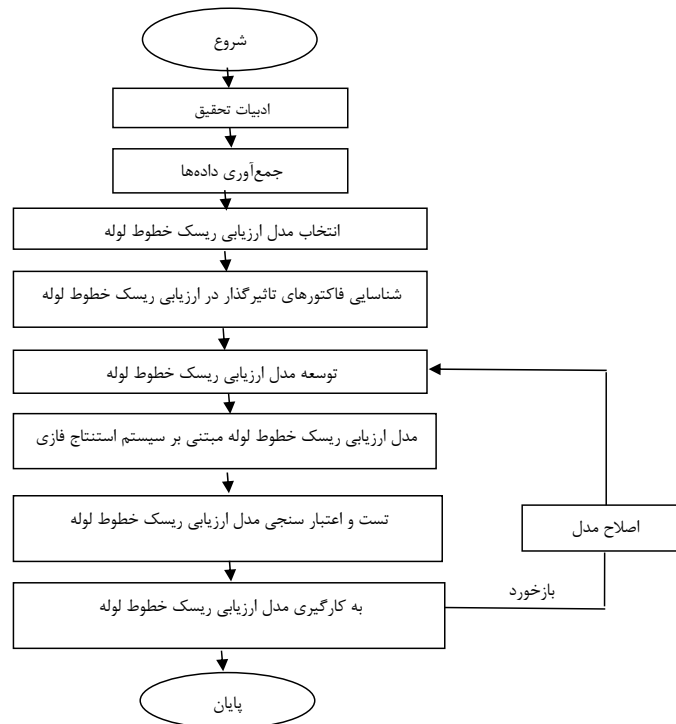 شروع
ادبیات تحقیق
جمع‌آوری داده‌ها
انتخاب مدل ارزیابی ریسک خطوط لوله
شناسایی فاکتورهای تاثیرگذار در ارزیابی ریسک خطوط لوله
توسعه مدل ارزیابی ریسک خطوط لوله
مدل ارزیابی ریسک خطوط لوله مبتنی بر سیستم استنتاج فازی
تست و اعتبار سنجی مدل ارزیابی ریسک خطوط لوله
اصلاح مدل
بازخورد
به کارگیری مدل ارزیابی ریسک خطوط لوله
پایان